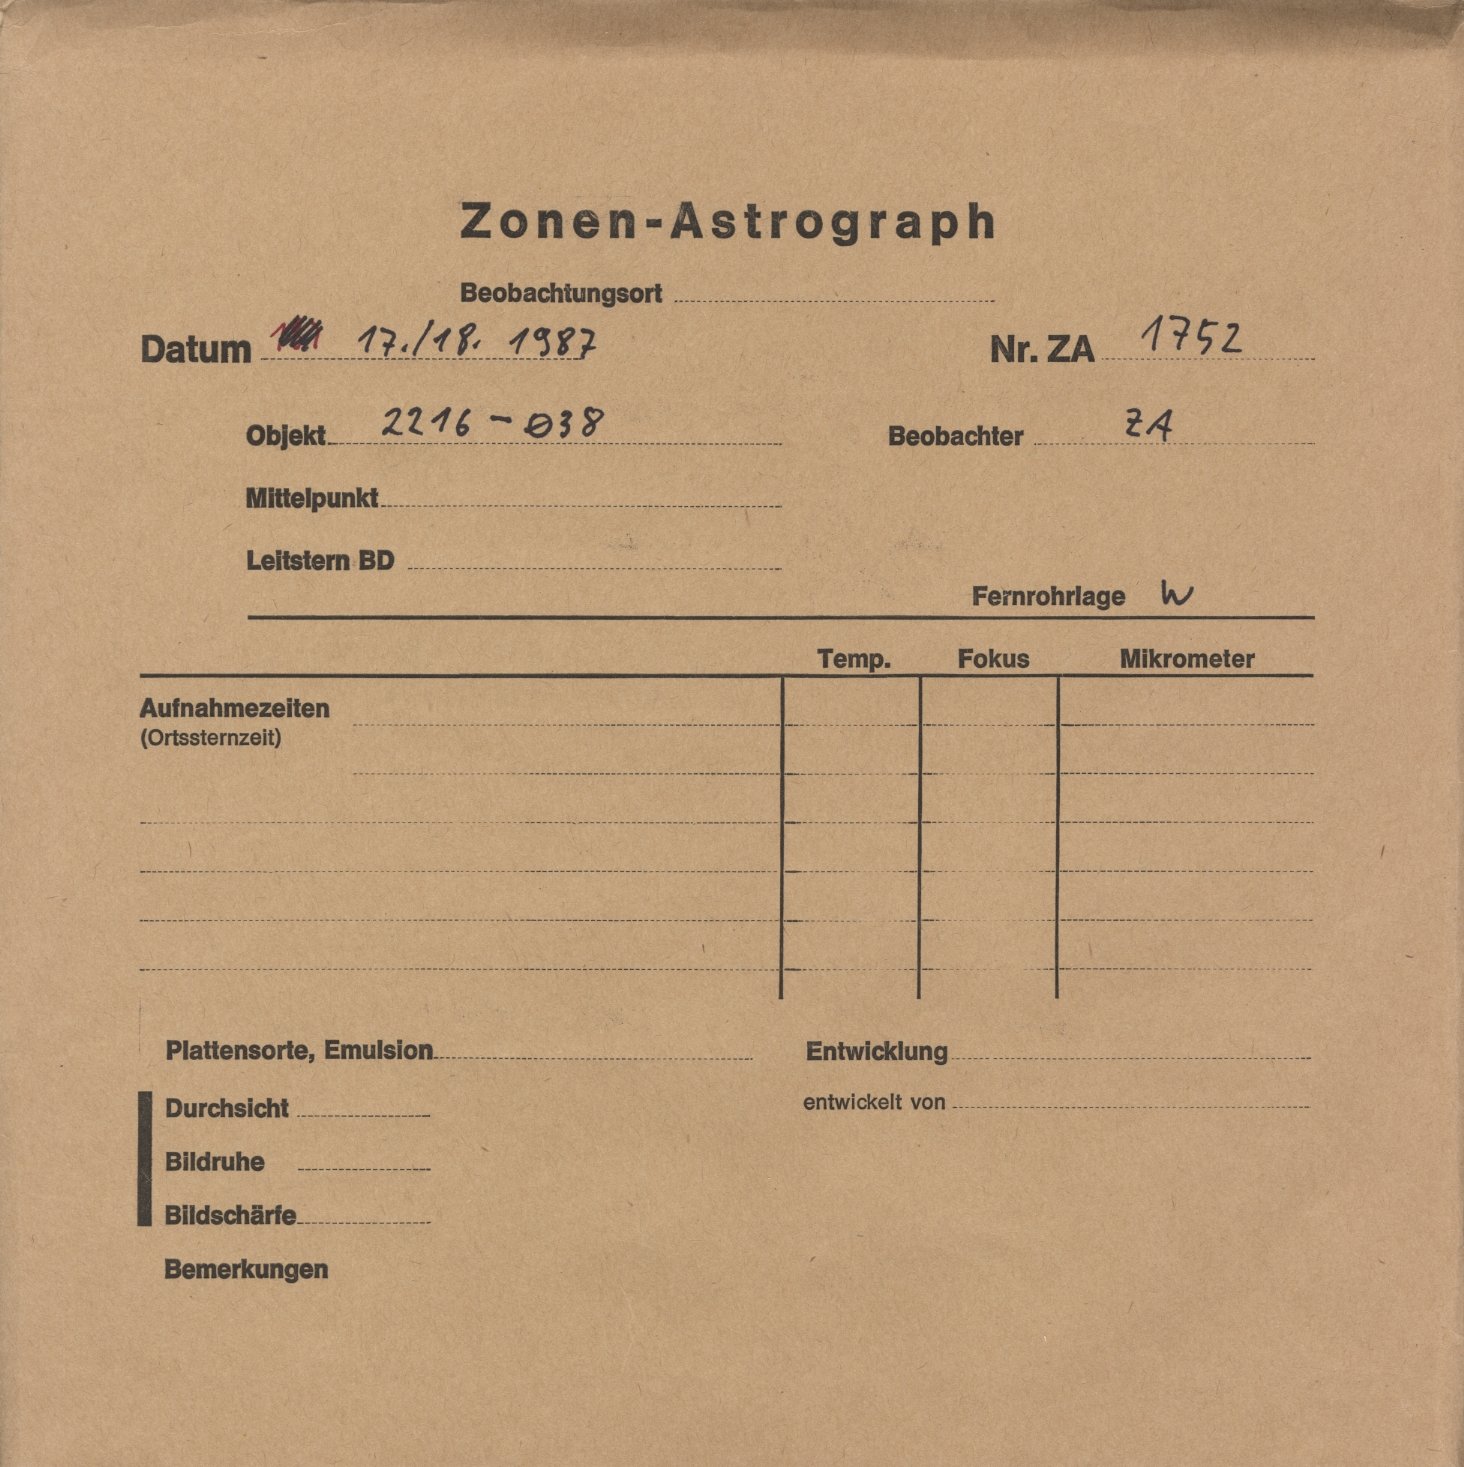 Zonen-Astrograph
Beobachtungsort
Datum 17./18. 1987 Nr. ZA 1752
Objekt 2216 - Ø38 Beobachter ZA
Mittelpunkt
Leitstern BD
Fernrohrlage W
Temp. Fokus Mikrometer
Aufnahmezeiten
(Ortssternzeit)
Plattensorte, Emulsion Entwicklung
Durchsicht entwickelt von
Bildruhe
Bildschärfe
Bemerkungen